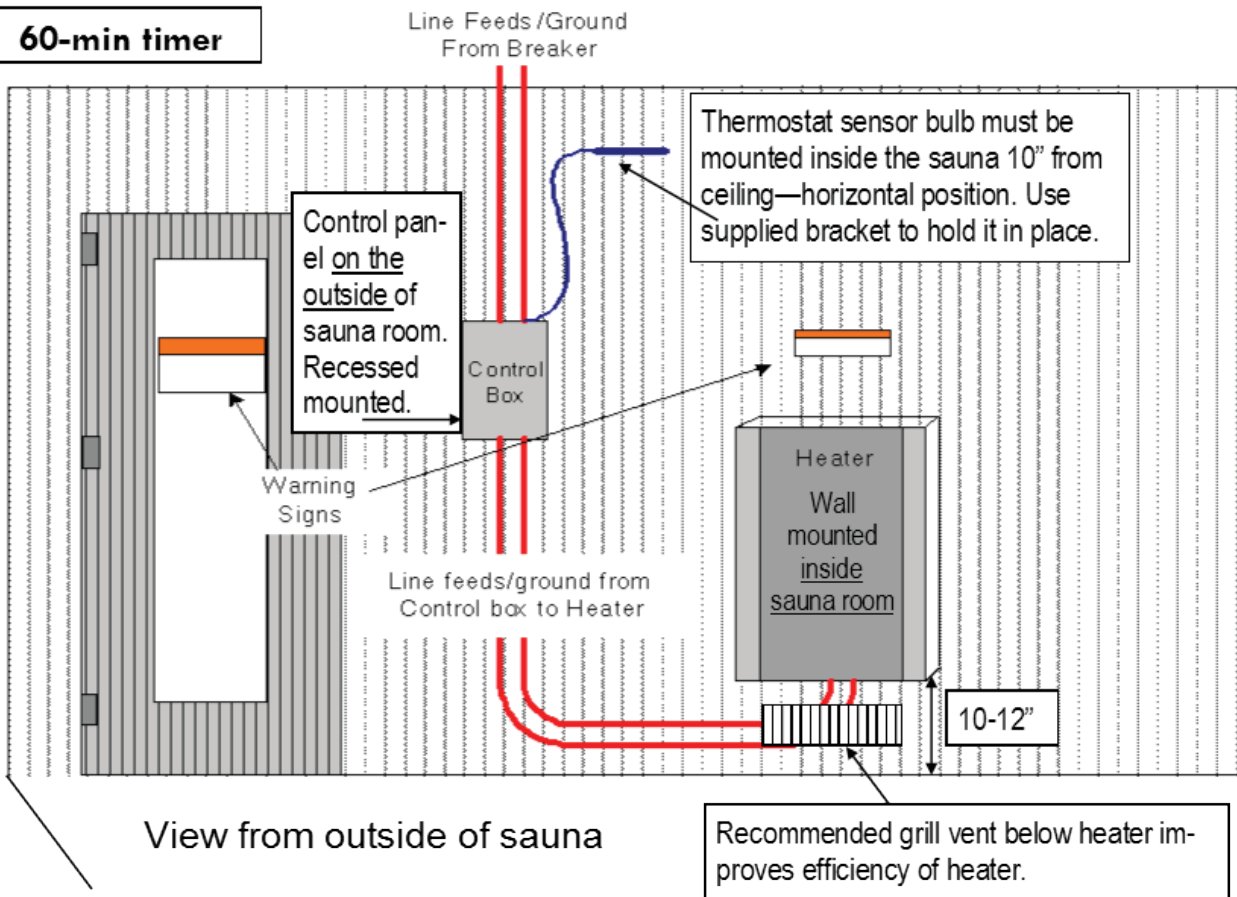 60-min timer
Line Feeds/Ground
From Breaker
Thermostat sensor bulb must be
mounted inside the sauna 10” from
ceiling—horizontal position. Use
supplied bracket to hold it in place.
Control pan-
el on the
outside of
sauna room.
Recessed
mounted.
Control
Box
Warning
Signs
Heater
Wall
mounted
inside
sauna room
Line feeds/ground from
Control box to Heater
10-12”
View from outside of sauna
Recommended grill vent below heater im-
proves efficiency of heater.